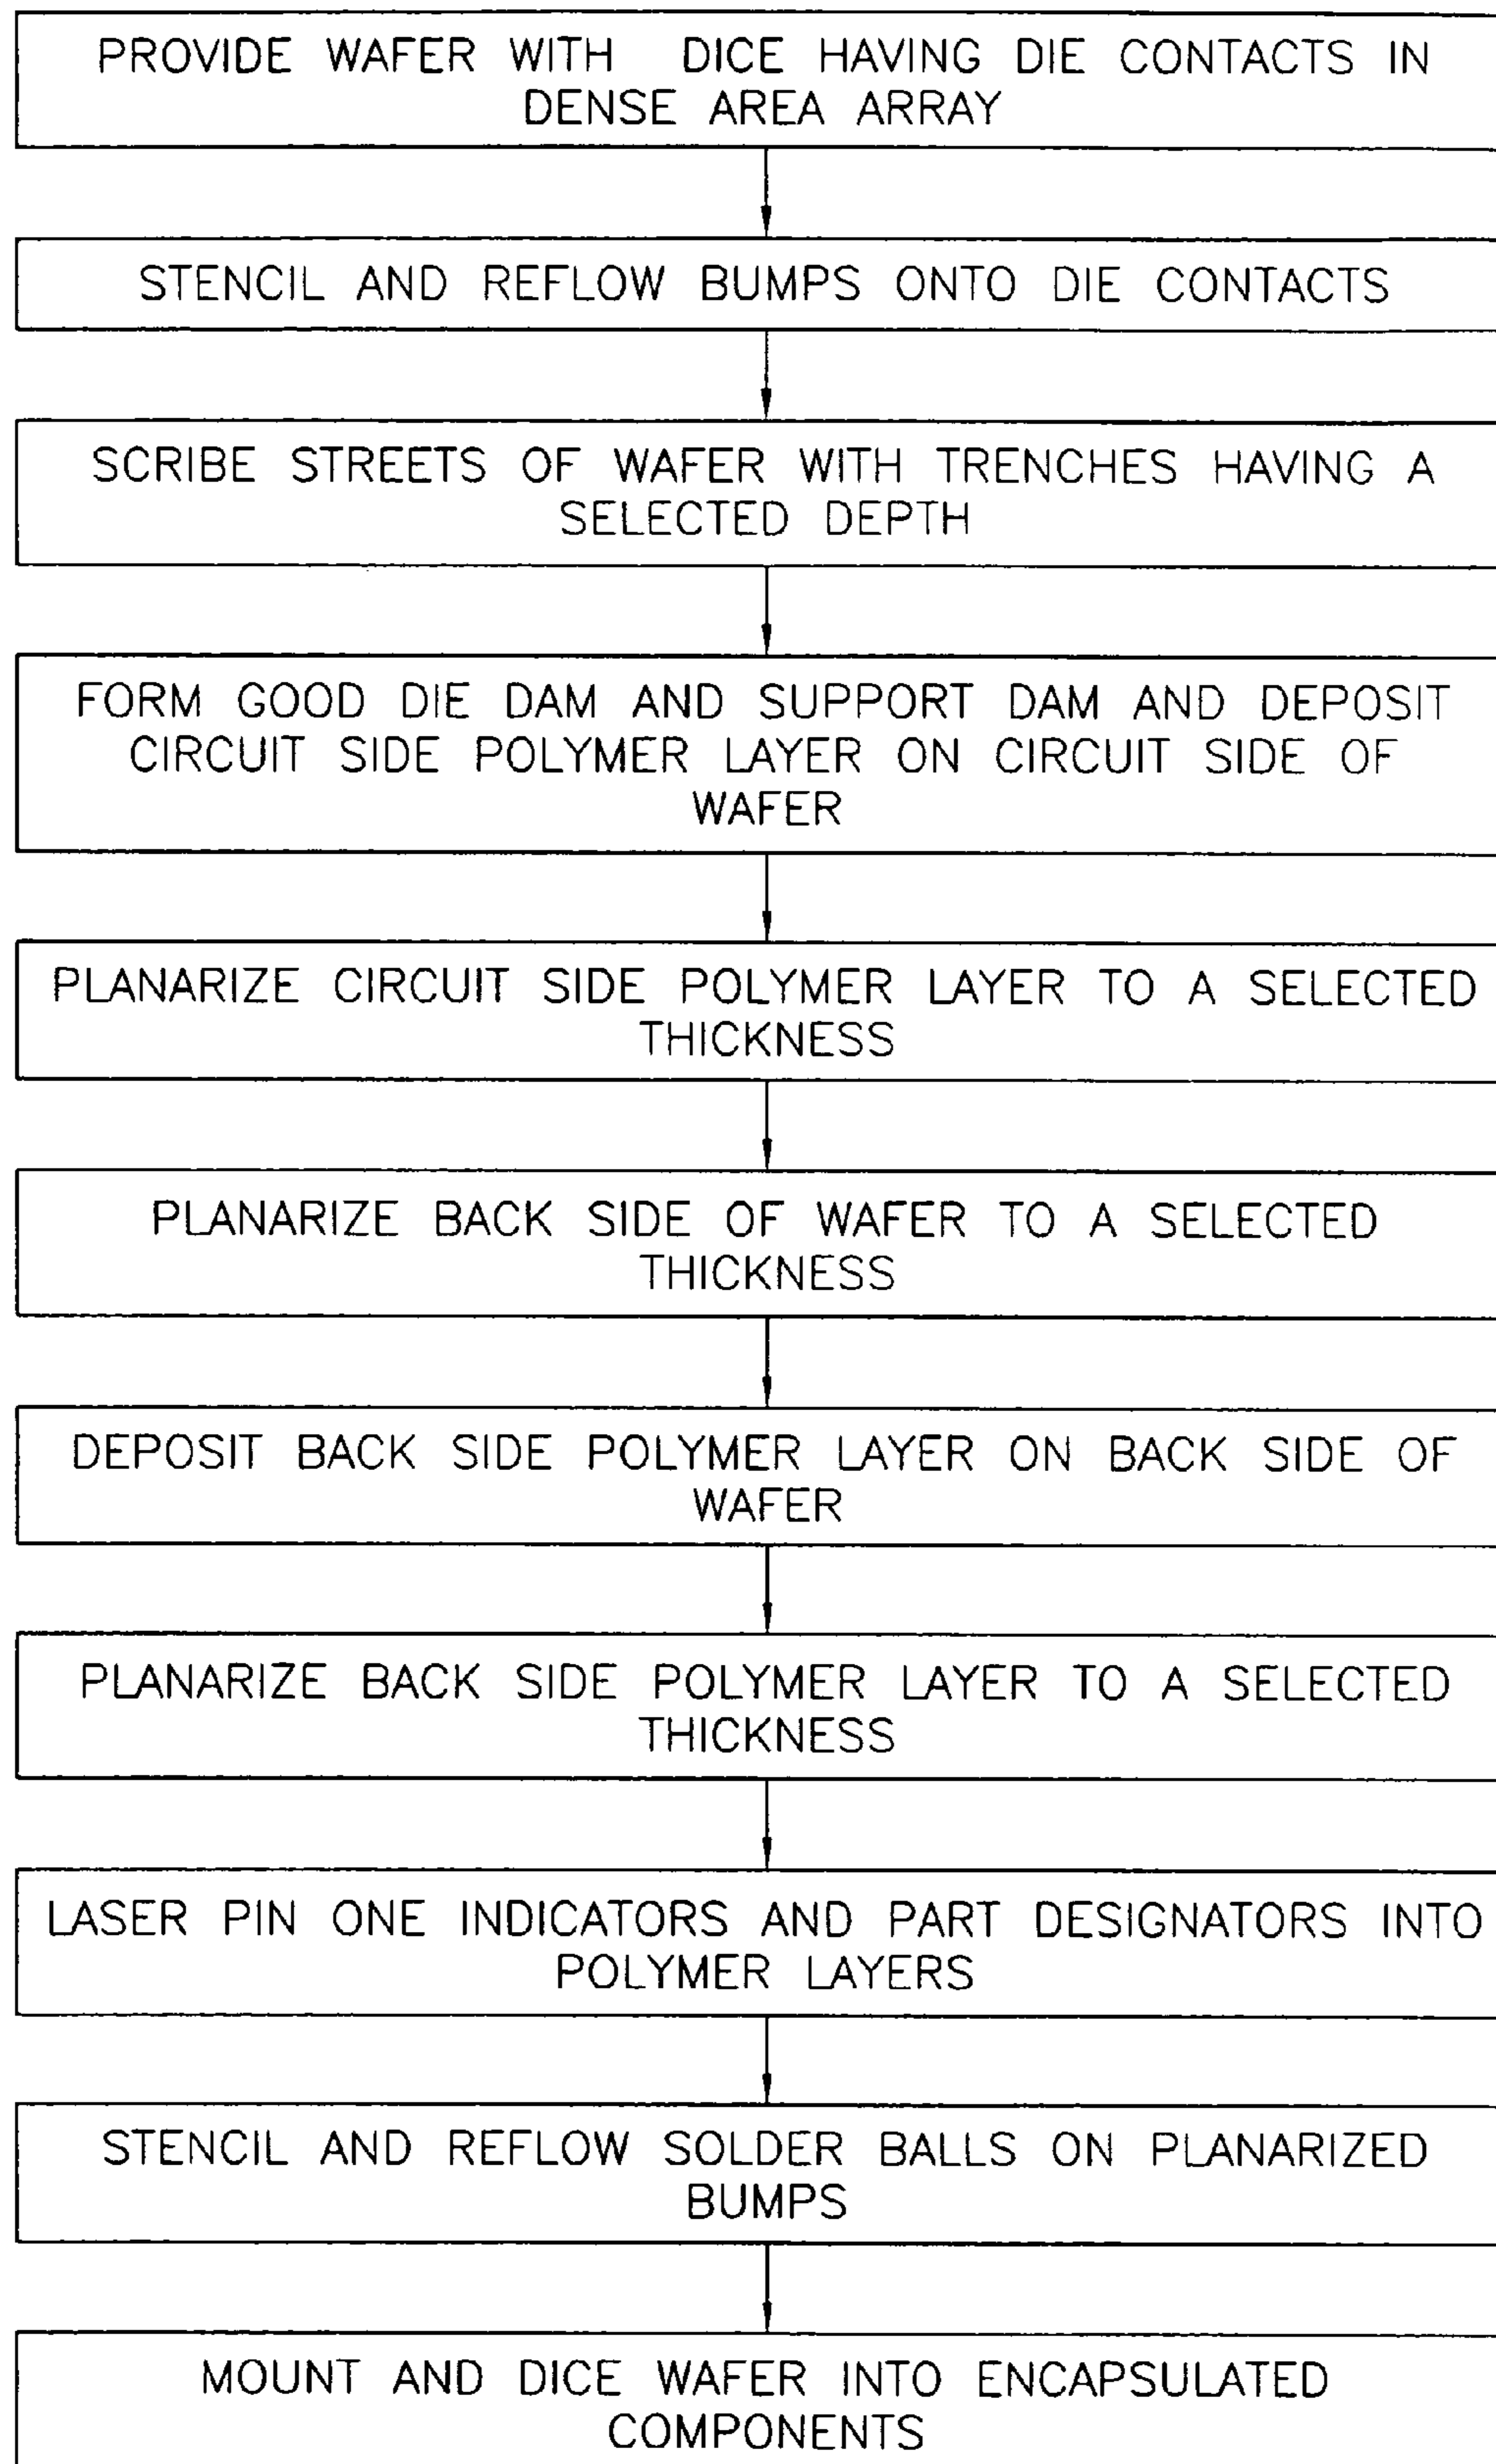 PROVIDE WAFER WITH DICE HAVING DIE CONTACTS IN
DENSE AREA ARRAY
STENCIL AND REFLOW BUMPS ONTO DIE CONTACTS
SCRIBE STREETS OF WAFER WITH TRENCHES HAVING A
SELECTED DEPTH
FORM GOOD DIE DAM AND SUPPORT DAM AND DEPOSIT
CIRCUIT SIDE POLYMER LAYER ON CIRCUIT SIDE OF
WAFER
PLANARIZE CIRCUIT SIDE POLYMER LAYER TO A SELECTED
THICKNESS
PLANARIZE BACK SIDE OF WAFER TO A SELECTED
THICKNESS
DEPOSIT BACK SIDE POLYMER LAYER ON BACK SIDE OF
WAFER
PLANARIZE BACK SIDE POLYMER LAYER TO A SELECTED
THICKNESS
LASER PIN ONE INDICATORS AND PART DESIGNATORS INTO
POLYMER LAYERS
STENCIL AND REFLOW SOLDER BALLS ON PLANARIZED
BUMPS
MOUNT AND DICE WAFER INTO ENCAPSULATED
COMPONENTS